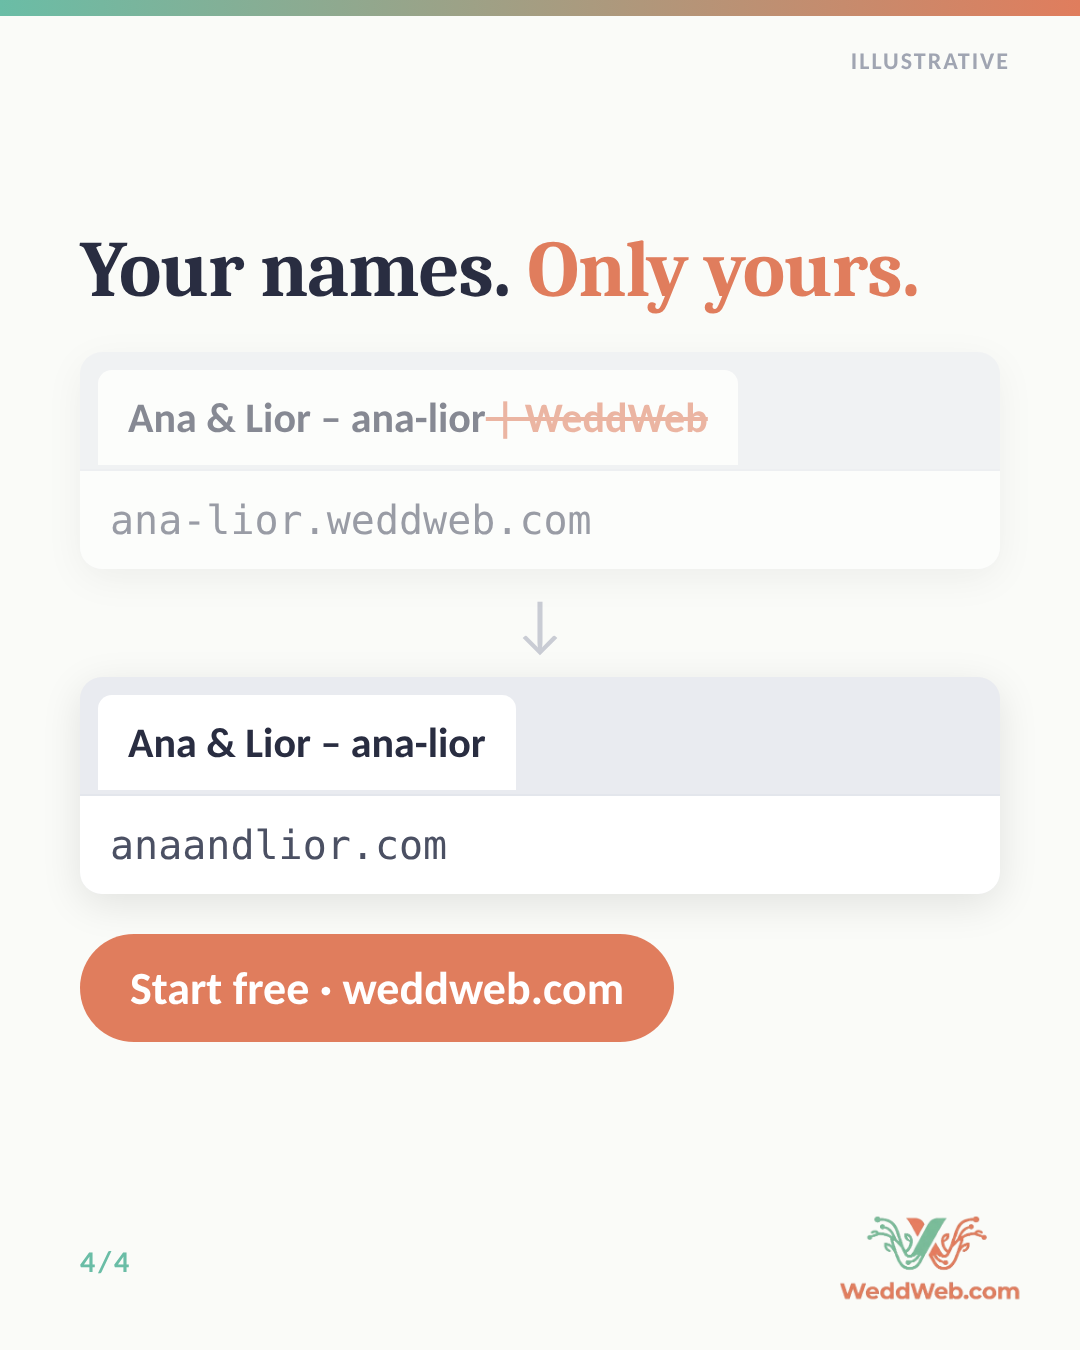 ILLUSTRATIVE
Your names. Only yours.
Ana & Lior – ana-lior | WeddWeb
ana-lior.weddweb.com
↓
Ana & Lior – ana-lior
anaandlior.com
Start free · weddweb.com
4/4
WeddWeb.com